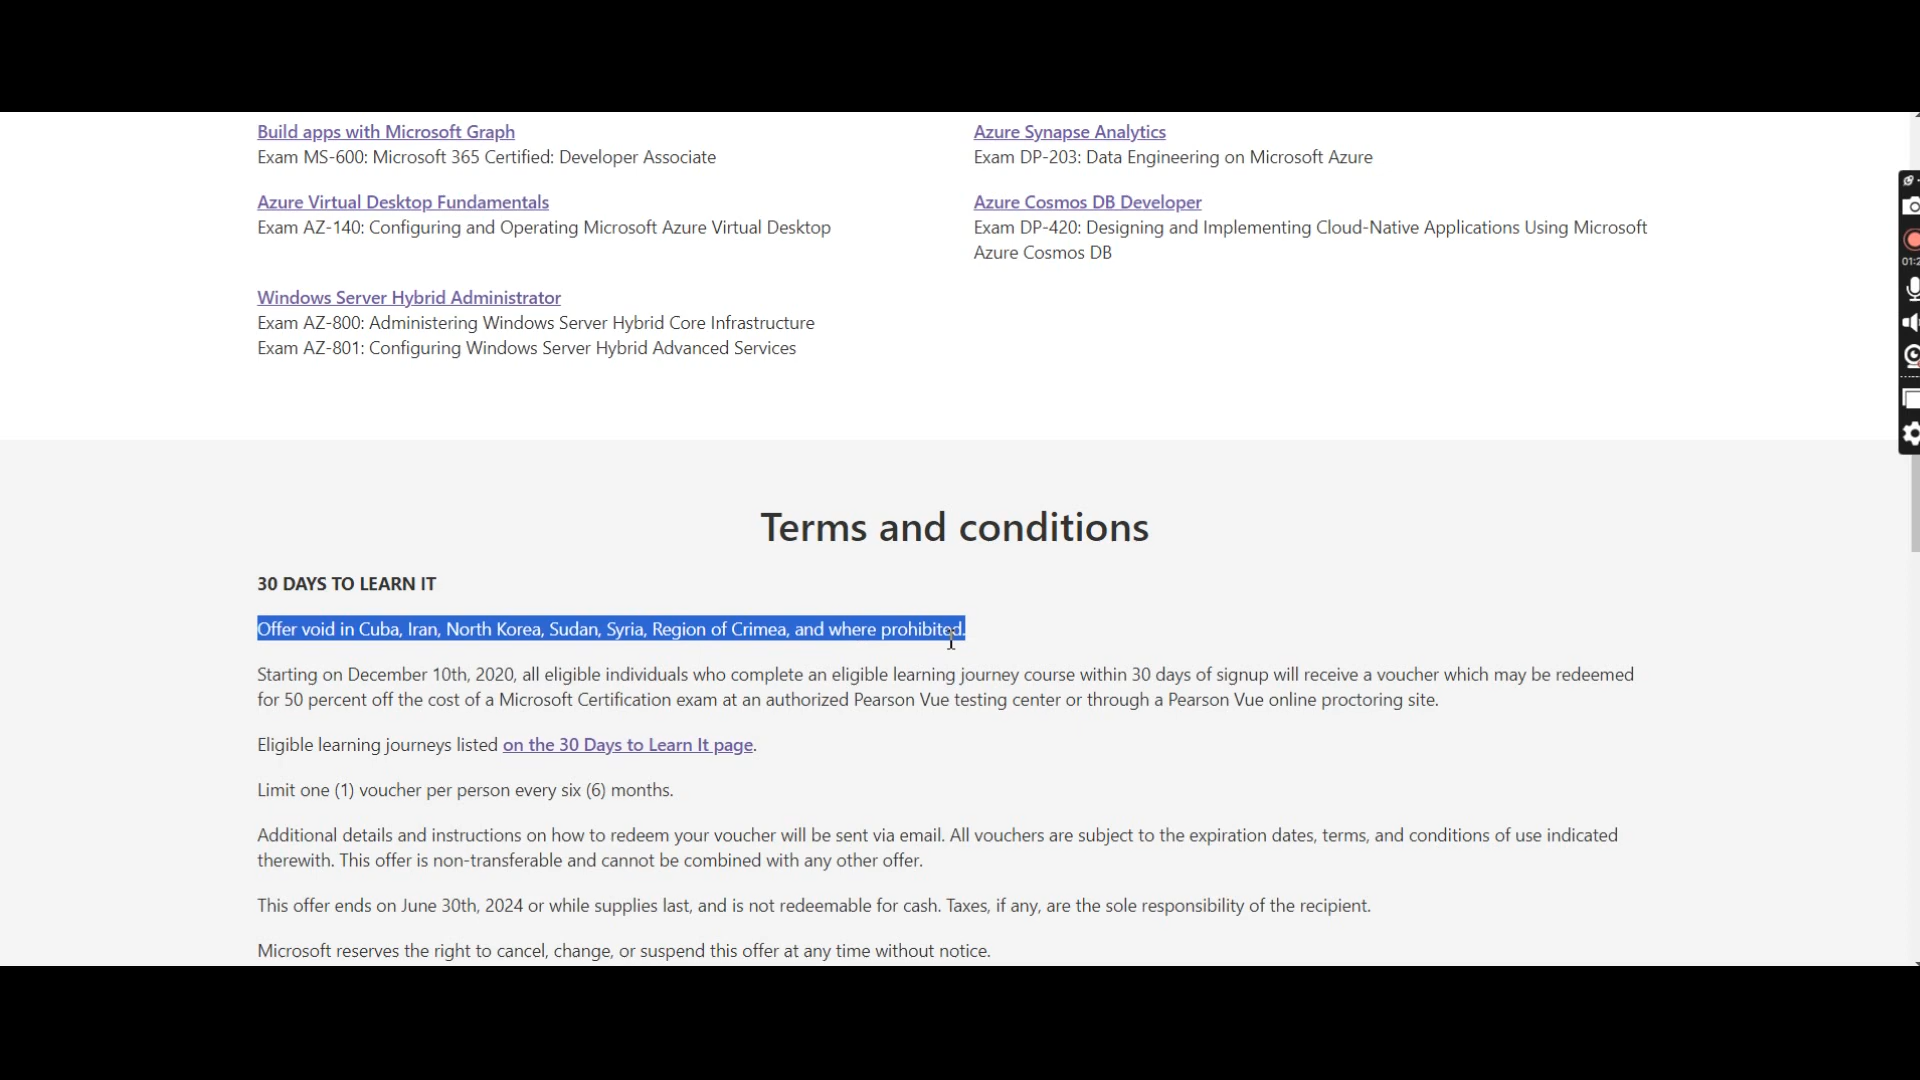 Build apps with Microsoft Graph
Exam MS-600: Microsoft 365 Certified: Developer Associate
Azure Synapse Analytics
Exam DP-203: Data Engineering on Microsoft Azure
Azure Virtual Desktop Fundamentals
Exam AZ-140: Configuring and Operating Microsoft Azure Virtual Desktop
Azure Cosmos DB Developer
Exam DP-420: Designing and Implementing Cloud-Native Applications Using Microsoft
Azure Cosmos DB
Windows Server Hybrid Administrator
Exam AZ-800: Administering Windows Server Hybrid Core Infrastructure
Exam AZ-801: Configuring Windows Server Hybrid Advanced Services
Terms and conditions
30 DAYS TO LEARN IT
Offer void in Cuba, Iran, North Korea, Sudan, Syria, Region of Crimea, and where prohibited.
Starting on December 10th, 2020, all eligible individuals who complete an eligible learning journey course within 30 days of signup will receive a voucher which may be redeemed
for 50 percent off the cost of a Microsoft Certification exam at an authorized Pearson Vue testing center or through a Pearson Vue online proctoring site.
Eligible learning journeys listed on the 30 Days to Learn It page.
Limit one (1) voucher per person every six (6) months.
Additional details and instructions on how to redeem your voucher will be sent via email. All vouchers are subject to the expiration dates, terms, and conditions of use indicated
therewith. This offer is non-transferable and cannot be combined with any other offer.
This offer ends on June 30th, 2024 or while supplies last, and is not redeemable for cash. Taxes, if any, are the sole responsibility of the recipient.
Microsoft reserves the right to cancel, change, or suspend this offer at any time without notice.